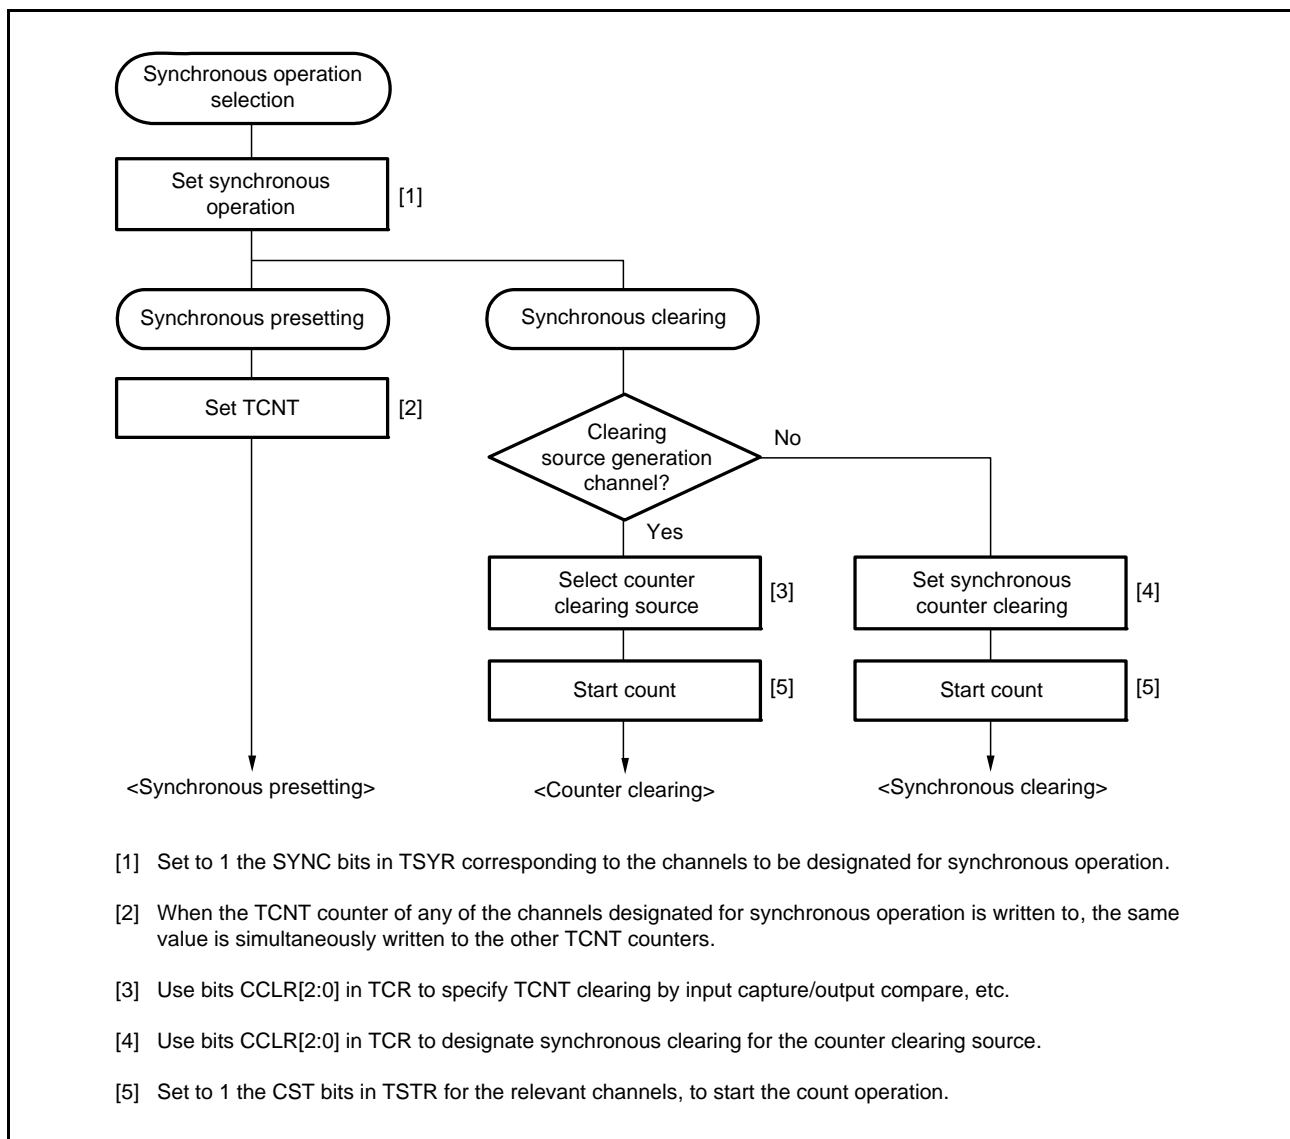 Synchronous operation
selection
Set synchronous
operation
[1]
Synchronous presetting
Synchronous clearing
Set TCNT
[2]
Clearing
source generation
channel?
No
Yes
Select counter
clearing source
[3]
Set synchronous
counter clearing
[4]
Start count
[5]
Start count
[5]
<Synchronous presetting>
<Counter clearing>
<Synchronous clearing>
[1] Set to 1 the SYNC bits in TSYR corresponding to the channels to be designated for synchronous operation.
[2] When the TCNT counter of any of the channels designated for synchronous operation is written to, the same
value is simultaneously written to the other TCNT counters.
[3] Use bits CCLR[2:0] in TCR to specify TCNT clearing by input capture/output compare, etc.
[4] Use bits CCLR[2:0] in TCR to designate synchronous clearing for the counter clearing source.
[5] Set to 1 the CST bits in TSTR for the relevant channels, to start the count operation.